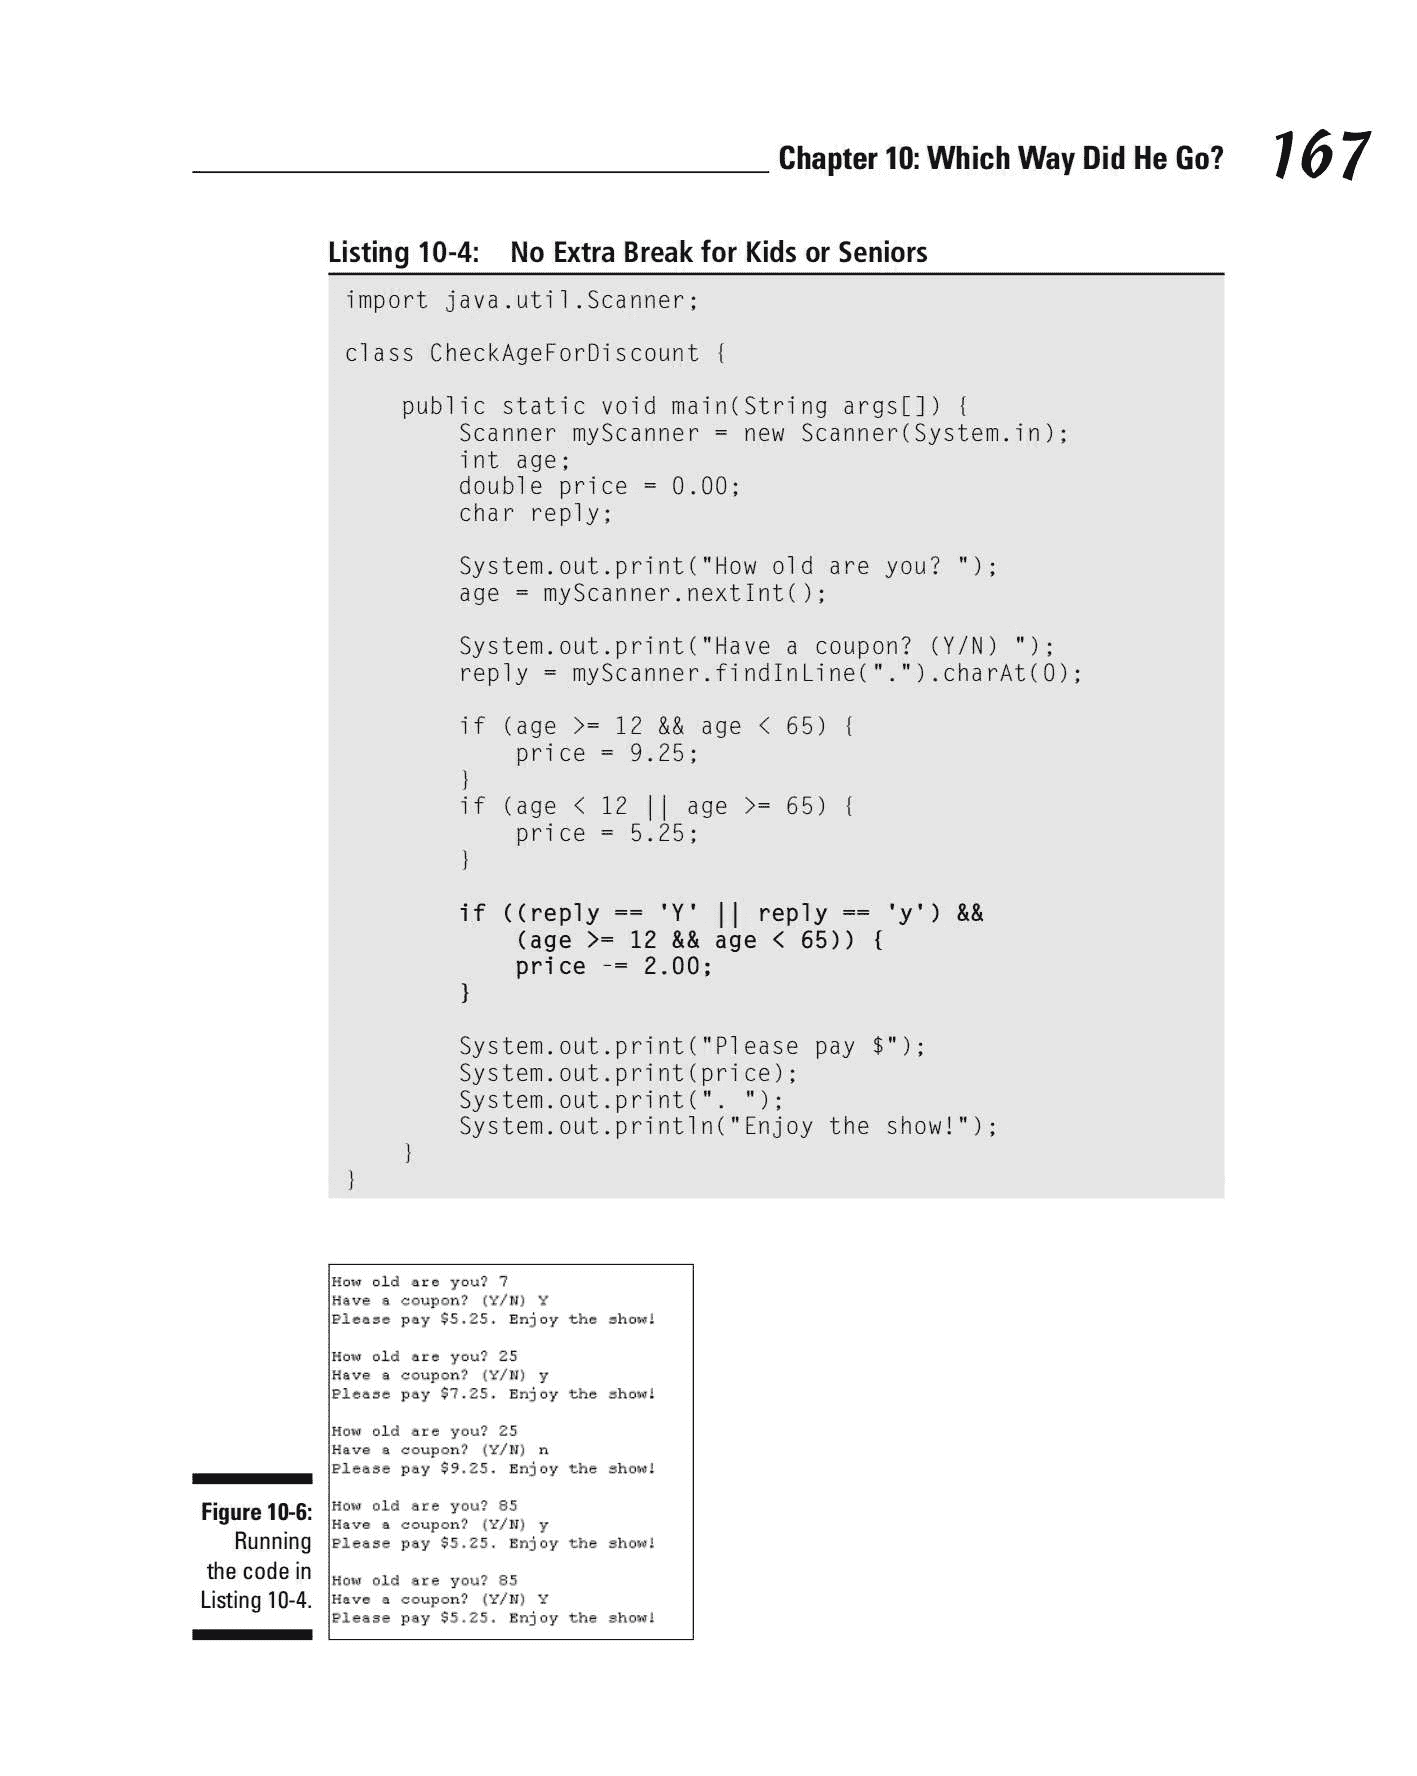 Chapter 10: Which Way Did He Go? 167
Listing 10-4: No Extra Break for Kids or Seniors
import java.util.Scanner;
class CheckAgeForDiscount {
public static void main(String args[]) {
Scanner myScanner = new Scanner(System.in);
int age;
double price = 0.00;
char reply;
System.out.print("How old are you? ");
age = myScanner.nextInt();
System.out.print("Have a coupon? (Y/N) ");
reply = myScanner.findInLine(".").charAt(0);
if (age >= 12 && age < 65) {
price = 9.25;
}
if (age < 12 || age >= 65) {
price = 5.25;
}
if ((reply == 'Y' || reply == 'y') &&
(age >= 12 && age < 65)) {
price -= 2.00;
}
System.out.print("Please pay $");
System.out.print(price);
System.out.print(". ");
System.out.println("Enjoy the show!");
}
}
How old are you? 7
Have a coupon? (Y/N) Y
Please pay $5.25. Enjoy the show!
How old are you? 25
Have a coupon? (Y/N) y
Please pay $7.25. Enjoy the show!
How old are you? 25
Have a coupon? (Y/N) n
Please pay $9.25. Enjoy the show!
How old are you? 85
Have a coupon? (Y/N) y
Please pay $5.25. Enjoy the show!
How old are you? 85
Have a coupon? (Y/N) Y
Please pay $5.25. Enjoy the show!
Figure 10-6:
Running
the code in
Listing 10-4.